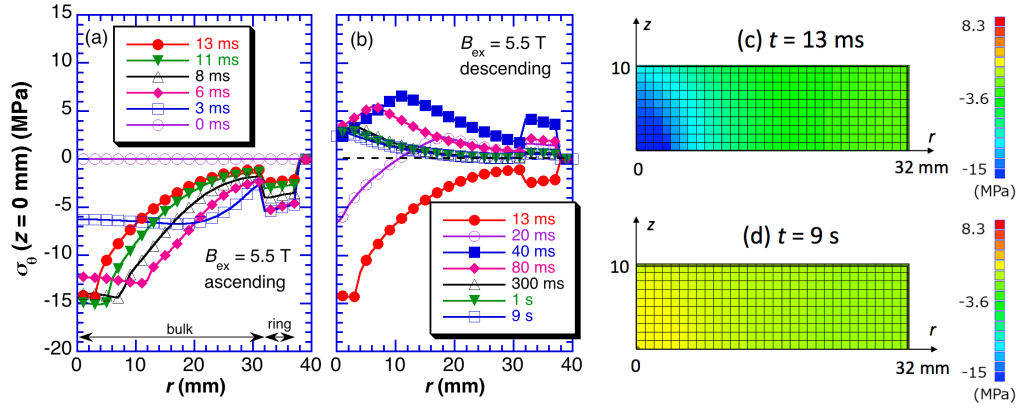 σθ (z = 0 mm) (MPa)
15
10
5
0
-5
-10
-15
-20
(a)
13 ms
11 ms
8 ms
6 ms
3 ms
0 ms
Bex = 5.5 T
ascending
bulk
ring
0 10 20 30 40
r (mm)
(b)
Bex = 5.5 T
descending
13 ms
20 ms
40 ms
80 ms
300 ms
1 s
9 s
0 10 20 30 40
r (mm)
z
(c) t = 13 ms
10
r
0
32 mm
8.3
-3.6
-15
(MPa)
z
(d) t = 9 s
10
r
0
32 mm
8.3
-3.6
-15
(MPa)